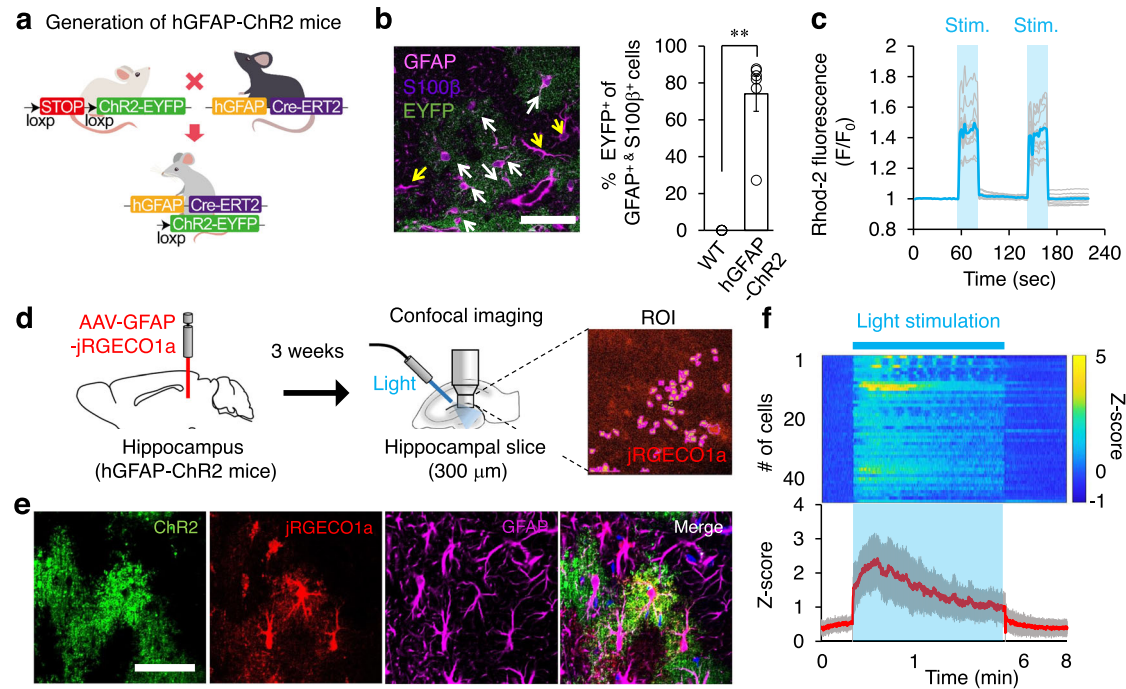 a Generation of hGFAP-ChR2 mice
STOP ChR2-EYFP
loxp loxp
hGFAP Cre-ERT2
hGFAP Cre-ERT2
ChR2-EYFP
loxp
b
GFAP
S100β
EYFP
% EYFP⁺ of
GFAP⁺ & S100β⁺ cells
100
80
60
40
20
0
**
WT
hGFAP
-ChR2
c
Stim. Stim.
Rhod-2 fluorescence
(F/F₀)
2
1.8
1.6
1.4
1.2
1
0.8
0 60 120 180 240
Time (sec)
d
AAV-GFAP
-jRGECO1a
Hippocampus
(hGFAP-ChR2 mice)
3 weeks
Confocal imaging
Light
Hippocampal slice
(300 μm)
ROI
jRGECO1a
e
ChR2
jRGECO1a
GFAP
Merge
f
Light stimulation
# of cells
1
20
40
5
0
-1
Z-score
Z-score
4
3
2
1
0
0 1 6 8
Time (min)